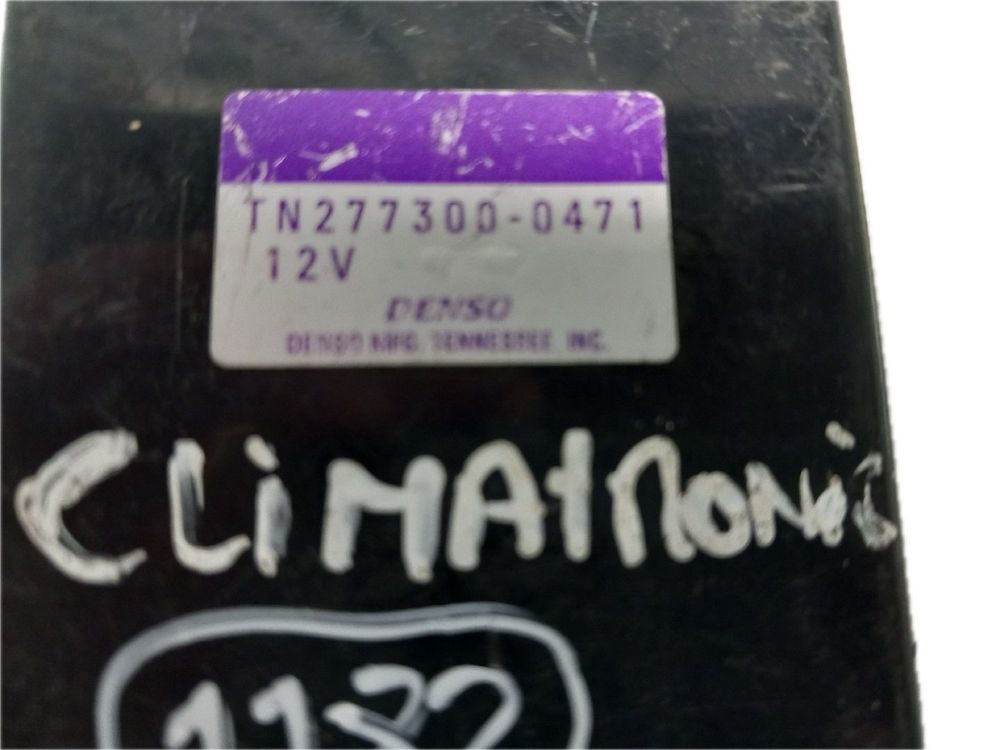 TN277300-0471
12V
DENSO
DENSO MFG. TENNESSEE INC.
CLiMAtRONiC